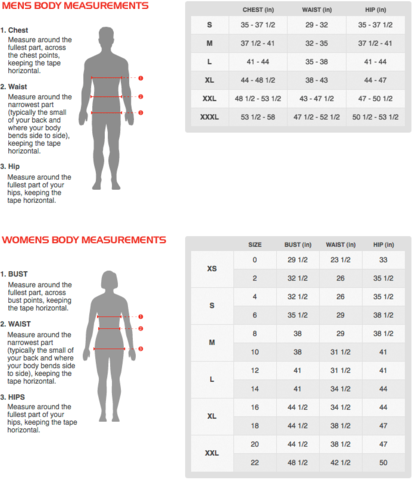 MENS BODY MEASUREMENTS
1. Chest
Measure around the
fullest part, across
the chest points,
keeping the tape
horizontal.
2. Waist
Measure around the
narrowest part
(typically the small
of your back and
where your body
bends side to side),
keeping the tape
horizontal.
3. Hip
Measure around the
fullest part of your
hips, keeping the
tape horizontal.
1
2
3
CHEST (in) WAIST (in) HIP (in)
S 35 - 37 1/2 29 - 32 35 - 37 1/2
M 37 1/2 - 41 32 - 35 37 1/2 - 41
L 41 - 44 35 - 38 41 - 44
XL 44 - 48 1/2 38 - 43 44 - 47
XXL 48 1/2 - 53 1/2 43 - 47 1/2 47 - 50 1/2
XXXL 53 1/2 - 58 47 1/2 - 52 1/2 50 1/2 - 53 1/2
WOMENS BODY MEASUREMENTS
1. BUST
Measure around the
fullest part, across
bust points, keeping
the tape horizontal.
2. WAIST
Measure around the
narrowest part
(typically the small of
your back and where
your body bends side
to side), keeping the
tape horizontal.
3. HIPS
Measure around the
fullest part of your
hips, keeping the tape
horizontal.
1
2
3
SIZE BUST (in) WAIST (in) HIP (in)
XS
0 29 1/2 23 1/2 33
2 32 1/2 26 35 1/2
S
4 32 1/2 26 35 1/2
6 35 1/2 29 38 1/2
M
8 38 29 38 1/2
10 38 31 1/2 41
L
12 41 31 1/2 41
14 41 34 1/2 44
XL
16 44 1/2 34 1/2 44
18 44 1/2 38 1/2 47
XXL
20 44 1/2 38 1/2 47
22 48 1/2 42 1/2 50